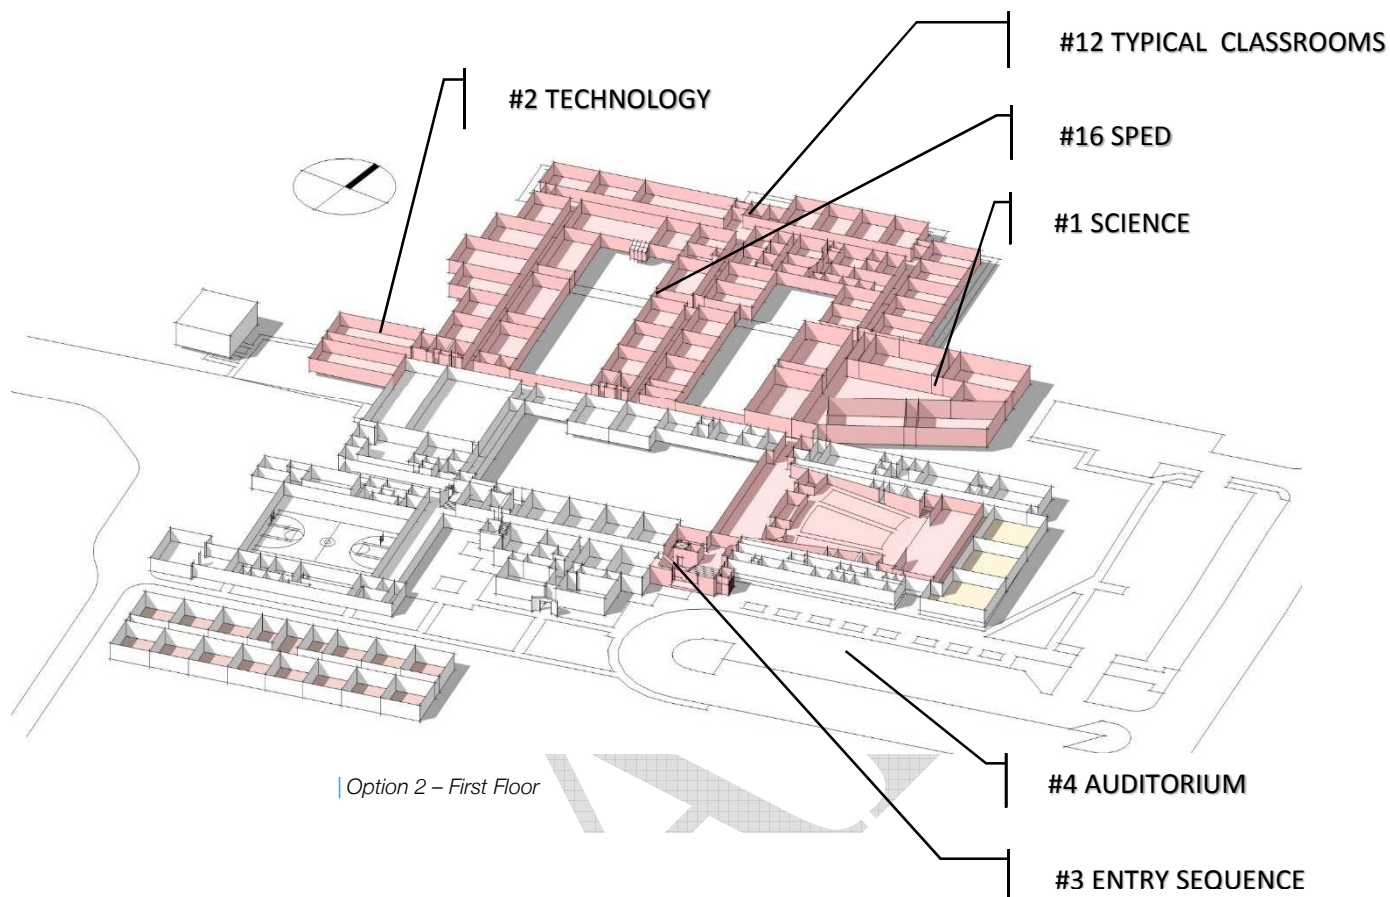 #12 TYPICAL CLASSROOMS
#2 TECHNOLOGY
#16 SPED
#1 SCIENCE
| Option 2 – First Floor
#4 AUDITORIUM
#3 ENTRY SEQUENCE